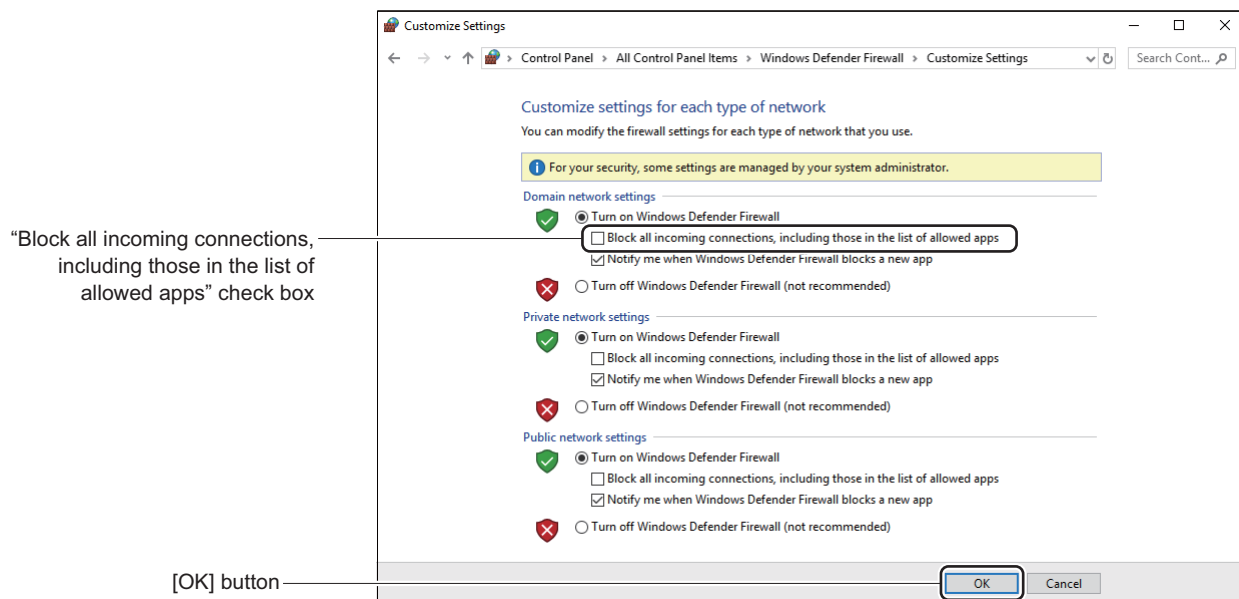 Customize Settings
Control Panel > All Control Panel Items > Windows Defender Firewall > Customize Settings
Search Cont...
Customize settings for each type of network
You can modify the firewall settings for each type of network that you use.
For your security, some settings are managed by your system administrator.
Domain network settings
Turn on Windows Defender Firewall
Block all incoming connections, including those in the list of allowed apps
Notify me when Windows Defender Firewall blocks a new app
Turn off Windows Defender Firewall (not recommended)
“Block all incoming connections,
including those in the list of
allowed apps” check box
Private network settings
Turn on Windows Defender Firewall
Block all incoming connections, including those in the list of allowed apps
Notify me when Windows Defender Firewall blocks a new app
Turn off Windows Defender Firewall (not recommended)
Public network settings
Turn on Windows Defender Firewall
Block all incoming connections, including those in the list of allowed apps
Notify me when Windows Defender Firewall blocks a new app
Turn off Windows Defender Firewall (not recommended)
[OK] button
OK
Cancel